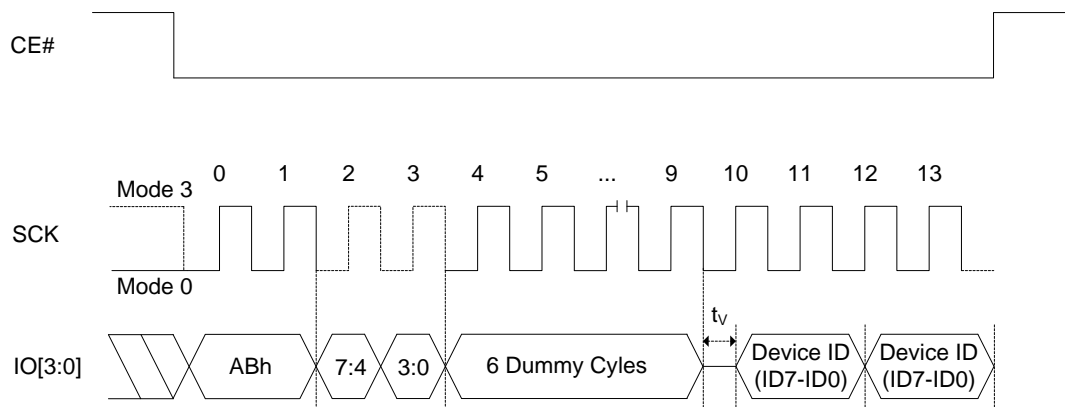 CE#
0 1 2 3 4 5 ... 9 10 11 12 13
Mode 3
SCK
Mode 0
tV
IO[3:0] ABh 7:4 3:0 6 Dummy Cyles Device ID (ID7-ID0) Device ID (ID7-ID0)